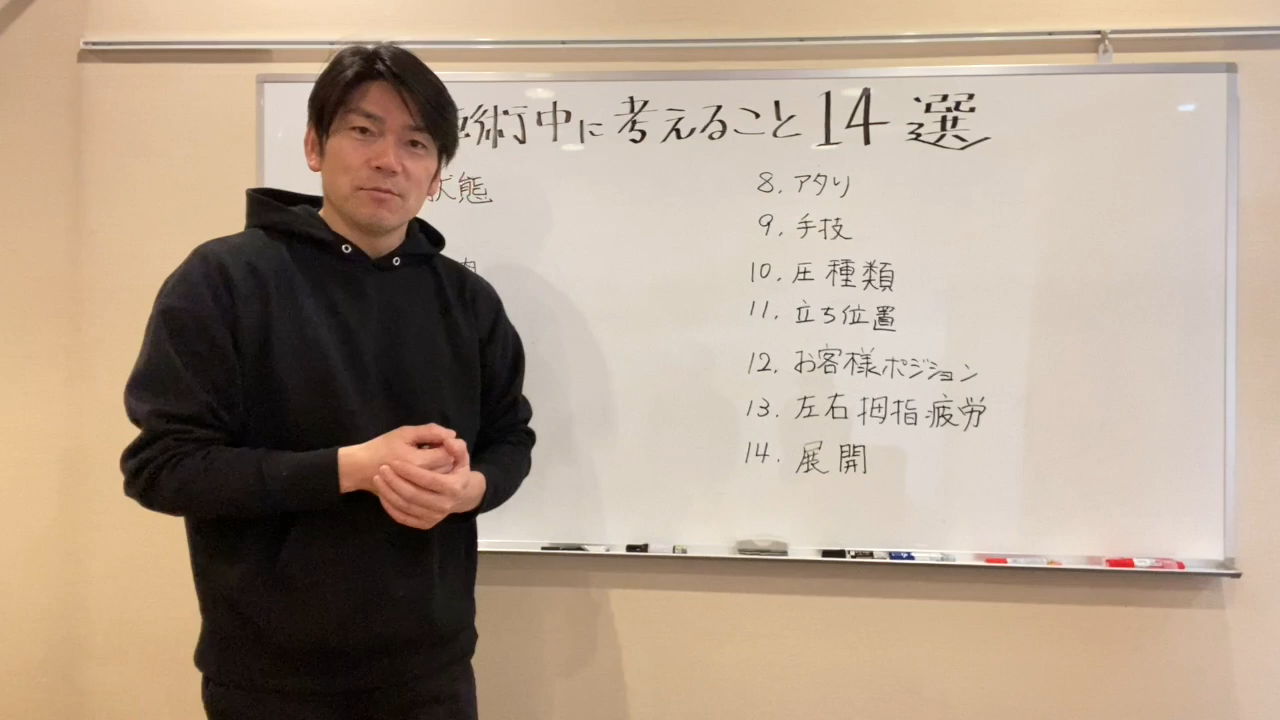 術中に考えること14選
状態
8. アタリ
9. 手技
10. 圧種類
11. 立ち位置
12. お客様ポジション
13. 左右拇指疲労
14. 展開